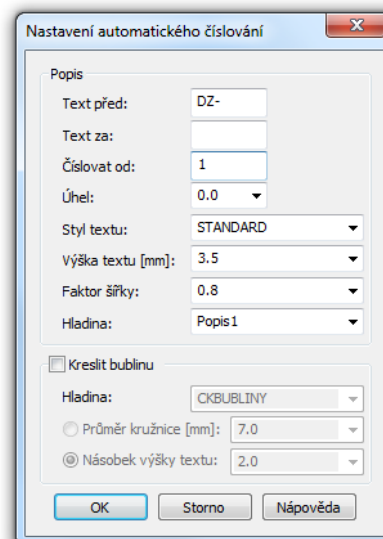 Nastavení automatického číslování
Popis
Text před: DZ-
Text za:
Číslovat od: 1
Úhel: 0.0
Styl textu: STANDARD
Výška textu [mm]: 3.5
Faktor šířky: 0.8
Hladina: Popis1
Kreslit bublinu
Hladina: CKBUBLINY
Průměr kružnice [mm]: 7.0
Násobek výšky textu: 2.0
OK Storno Nápověda